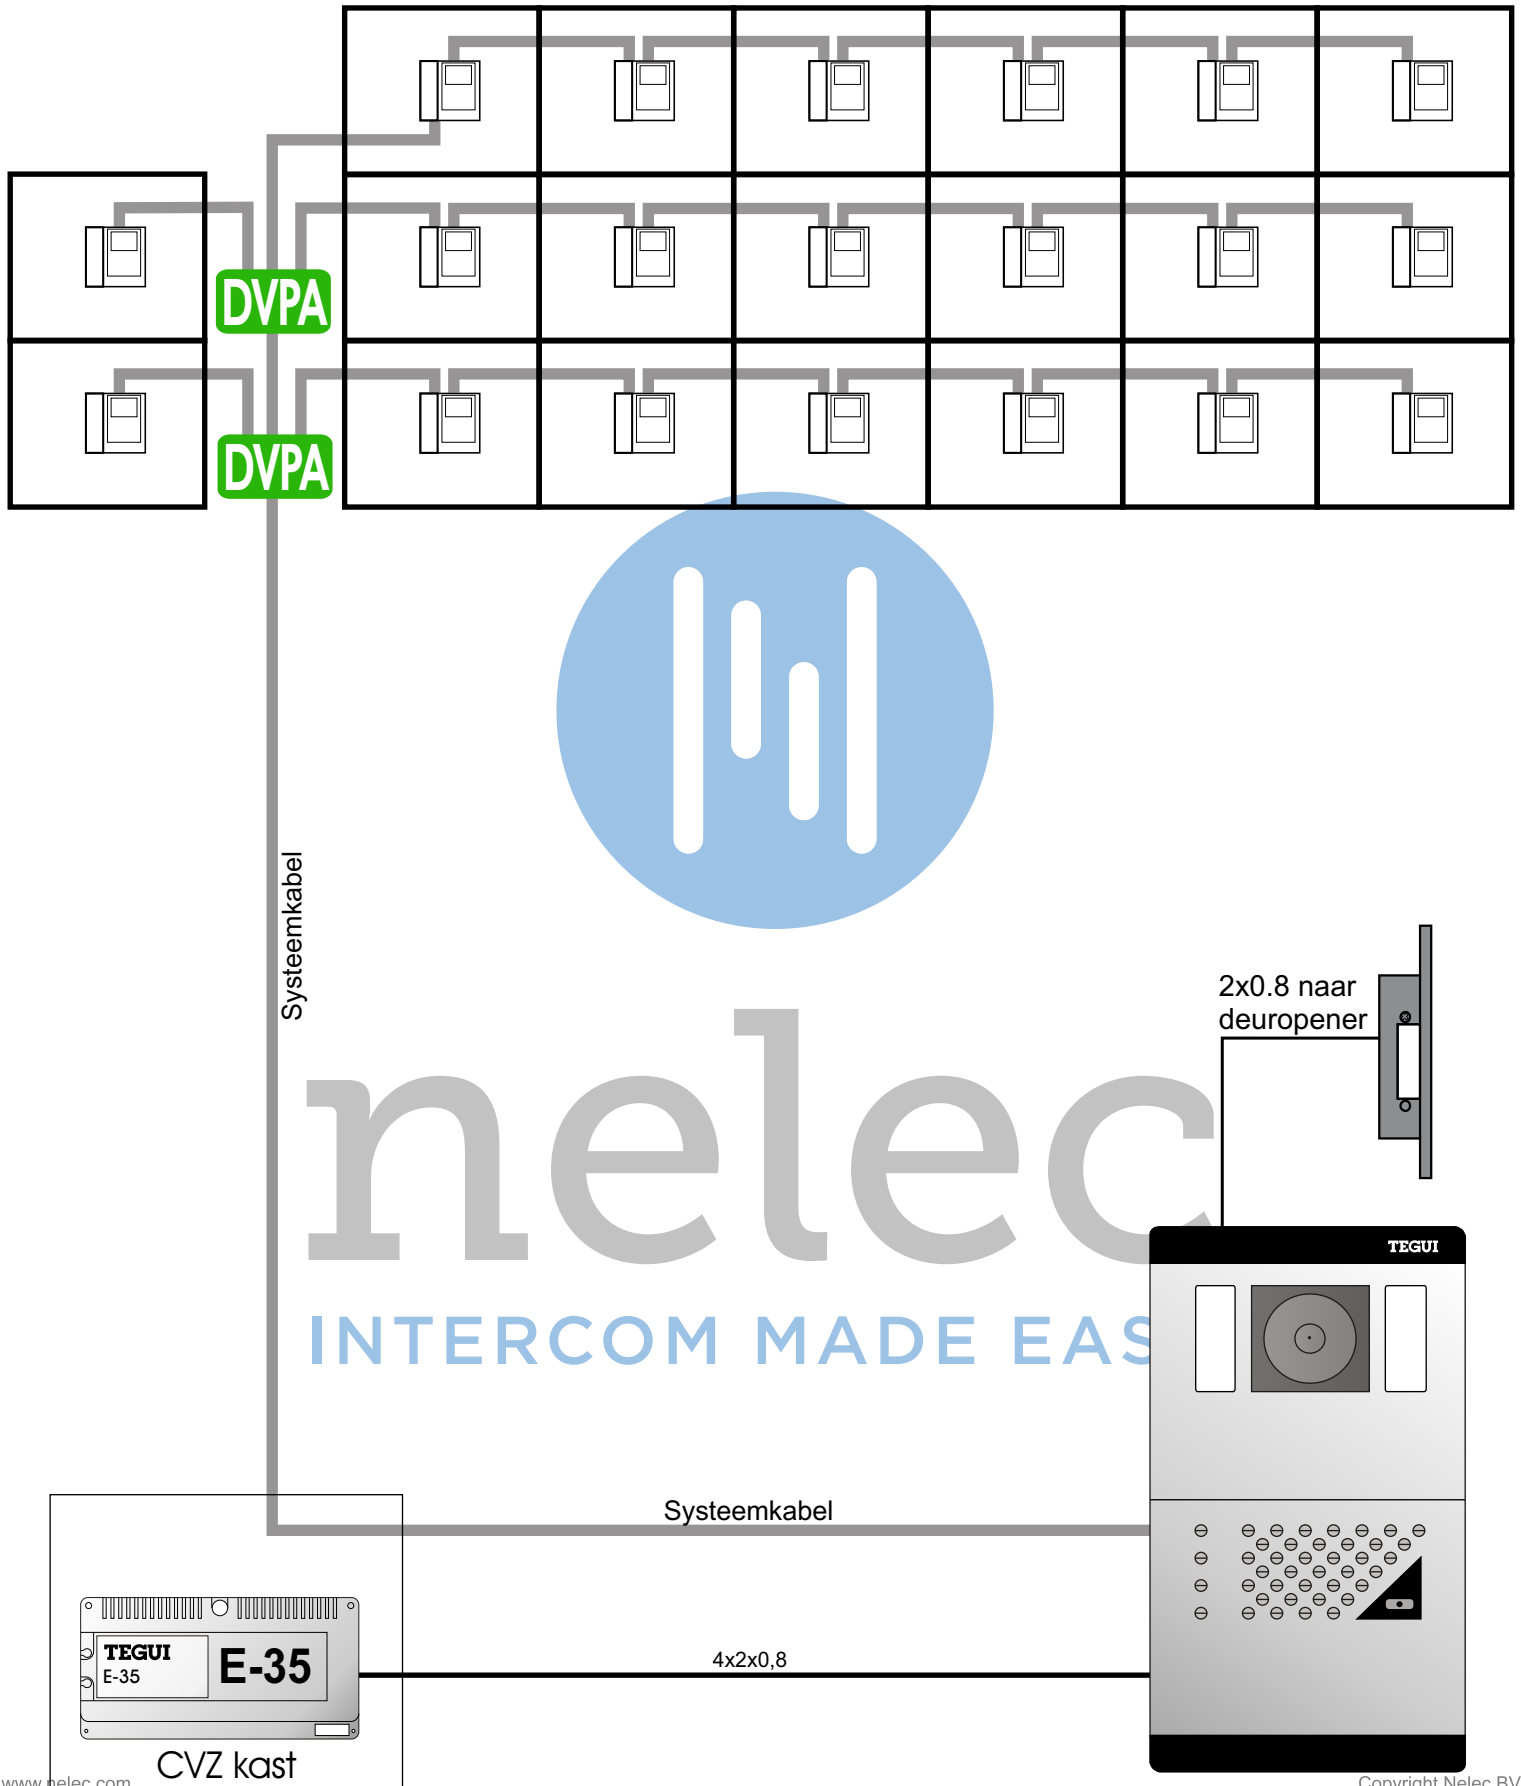 DVPA
DVPA
Systeemkabel
2x0.8 naar
deuropener
nelec
TEGUI
INTERCOM MADE EAS
Systeemkabel
TEGUI
E-35
E-35
4x2x0,8
CVZ kast
www.nelec.com
Copyright Nelec BV